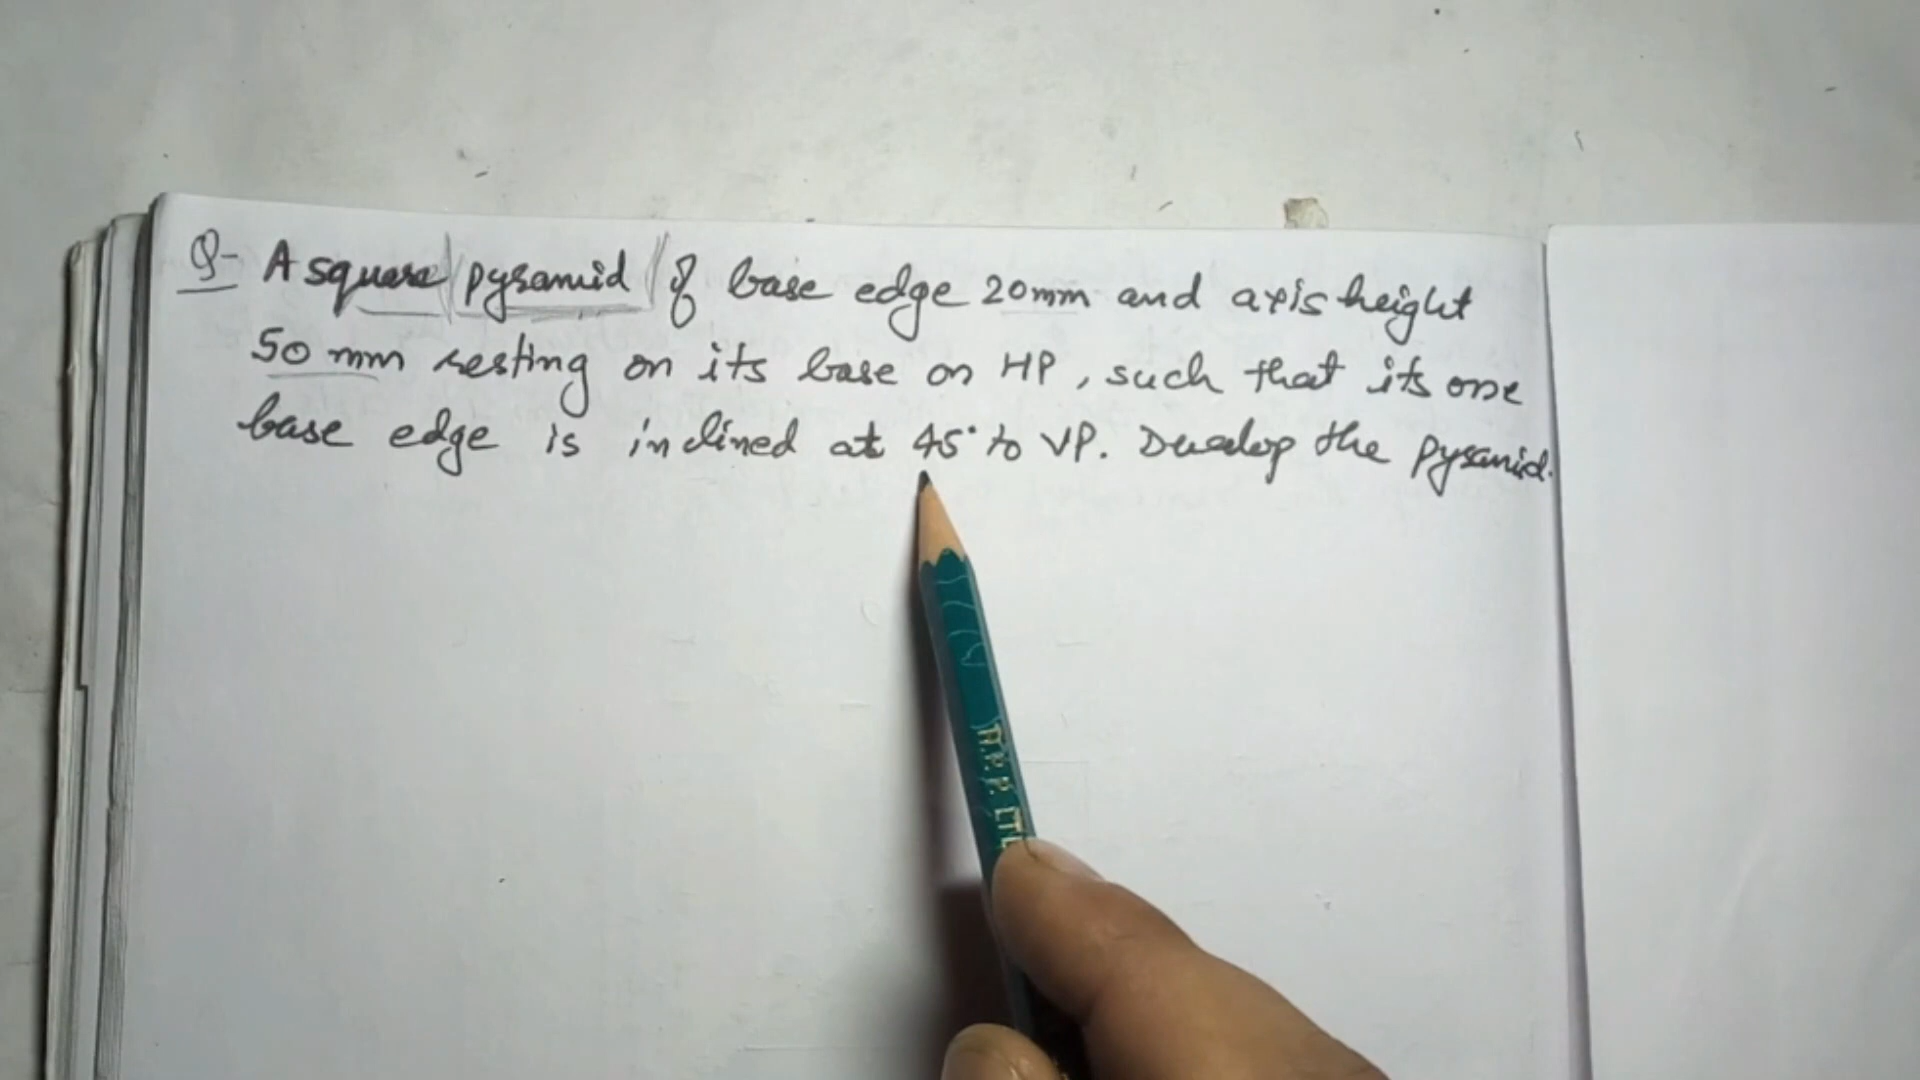 Q- A square pyramid of base edge 20mm and axis height
50 mm resting on its base on HP, such that its one
base edge is inclined at 45° to VP. Develop the pyramid.
H.P.P. LTD